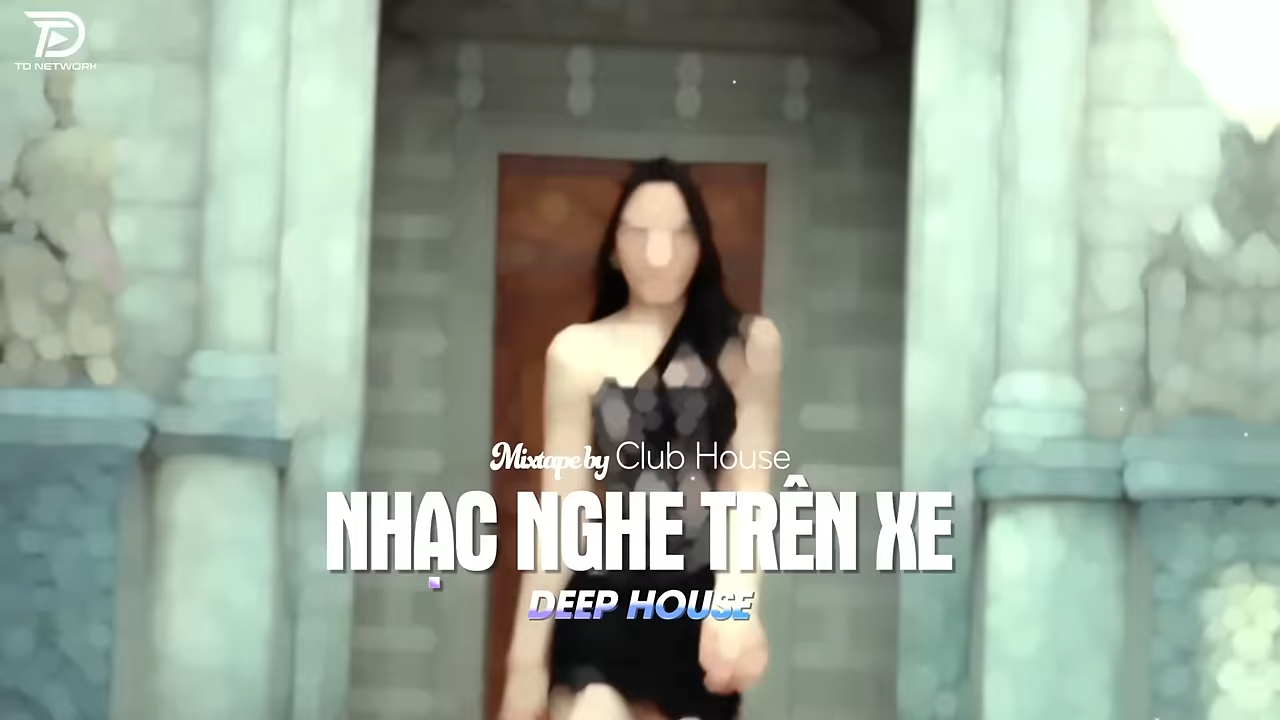 TD NETWORK
Mixtape by Club House
NHẠC NGHE TRÊN XE
DEEP HOUSE